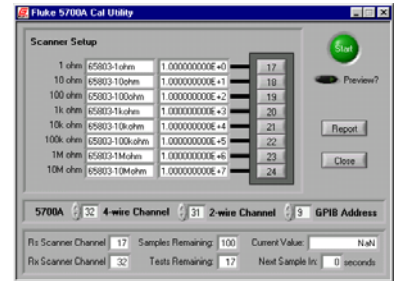 Fluke 5700A Cal Utility
Scanner Setup
Start
1 ohm 65803-1ohm 1.000000000E+0 17
10 ohm 65803-10ohm 1.000000000E+1 18
100 ohm 65803-100ohm 1.000000000E+2 19
1k ohm 65803-1kohm 1.000000000E+3 20
10k ohm 65803-10kohm 1.000000000E+4 21
100k ohm 65803-100kohm 1.000000000E+5 22
1M ohm 65803-1Mohm 1.000000000E+6 23
10M ohm 65803-10Mohm 1.000000000E+7 24
Preview?
Report
Close
5700A 32 4-wire Channel 31 2-wire Channel 9 GPIB Address
Rs Scanner Channel 17 Samples Remaining: 100 Current Value: NaN
Rx Scanner Channel 32 Tests Remaining: 17 Next Sample In: 0 seconds